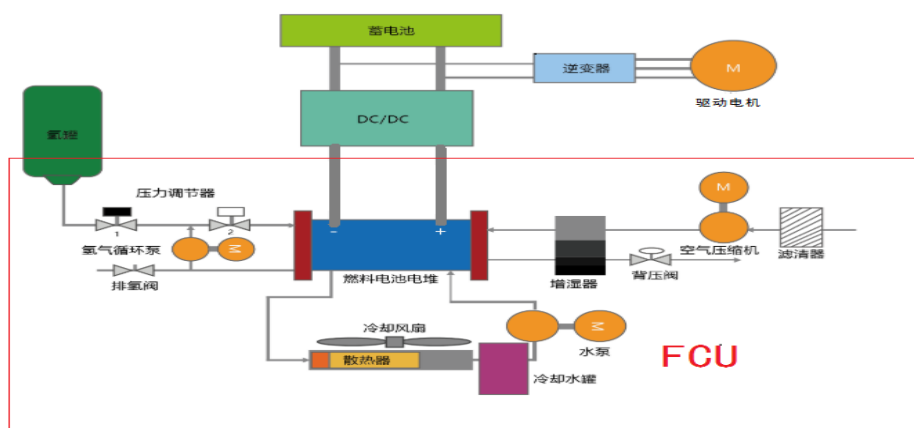 蓄电池
逆变器
M
驱动电机
DC/DC
氢罐
压力调节器
M
1
2
氢气循环泵
M
- +
空气压缩机
滤清器
排氢阀
燃料电池电堆
增湿器
背压阀
冷却风扇
M
散热器
水泵
冷却水罐
FCU